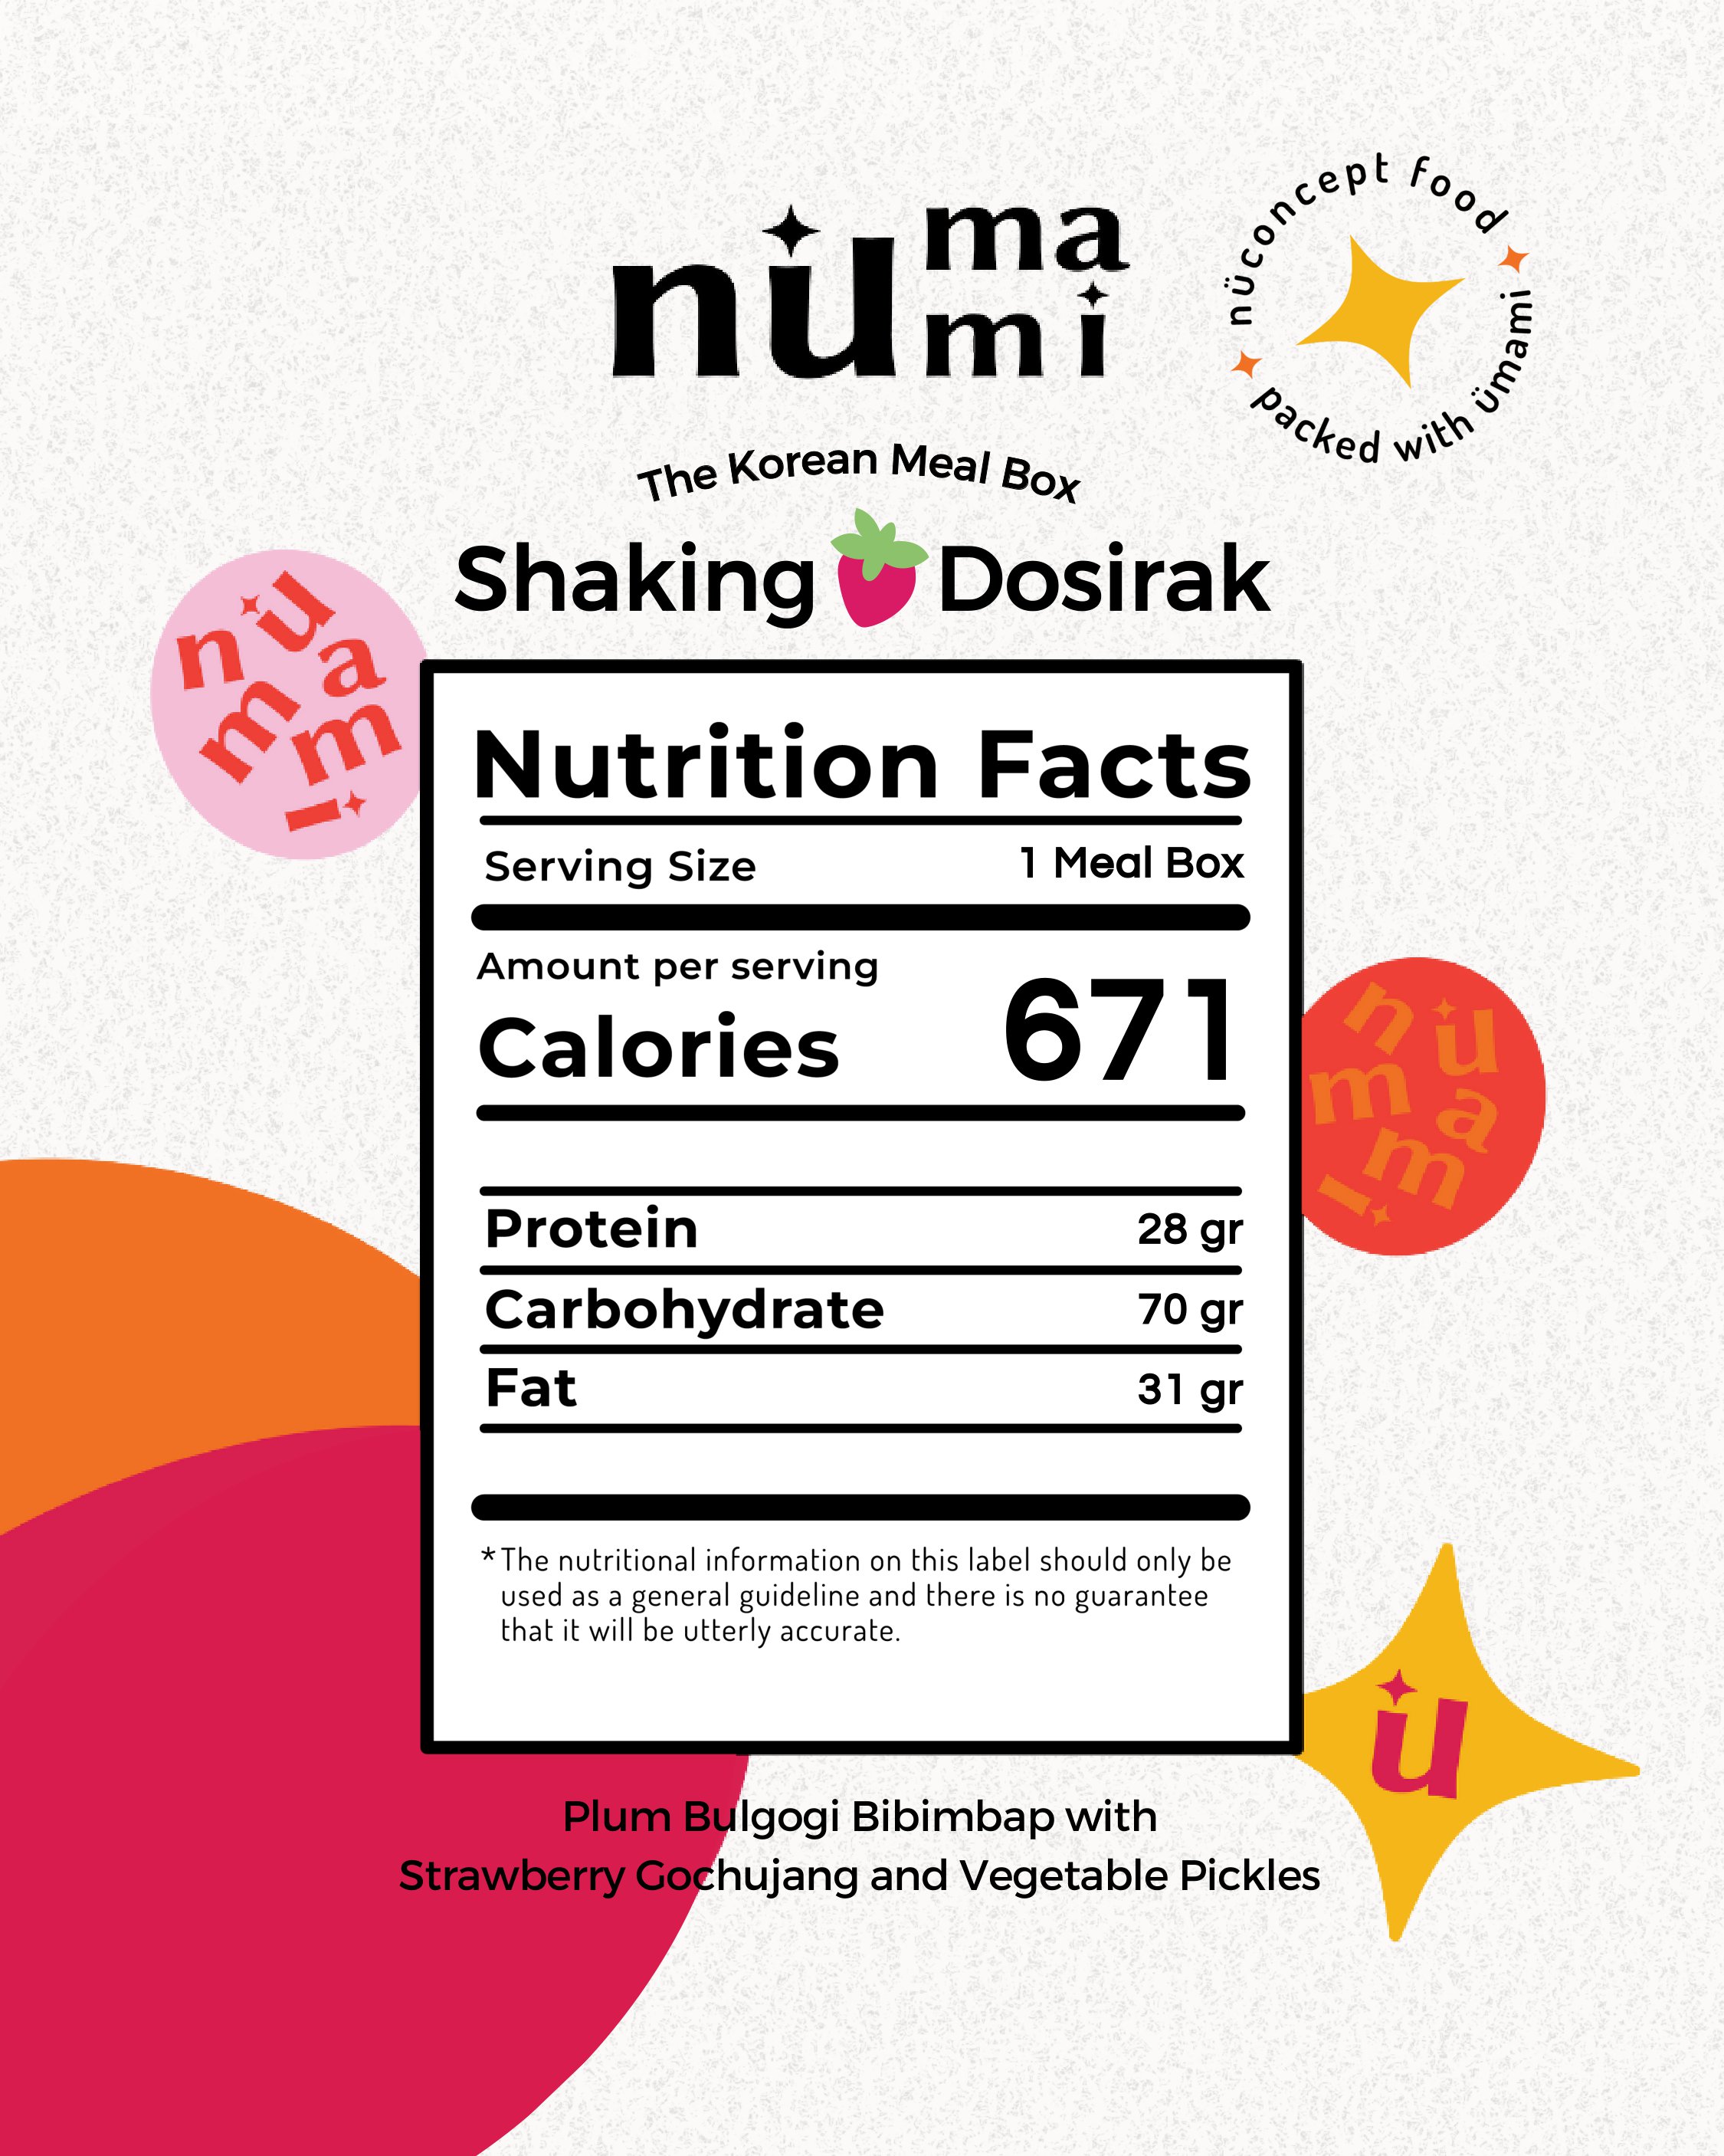 numami
nüconcept food
packed with ümami
The Korean Meal Box
Shaking Dosirak
numami
Nutrition Facts
Serving Size 1 Meal Box
Amount per serving
Calories 671
numami
Protein 28 gr
Carbohydrate 70 gr
Fat 31 gr
*The nutritional information on this label should only be
used as a general guideline and there is no guarantee
that it will be utterly accurate.
u
Plum Bulgogi Bibimbap with
Strawberry Gochujang and Vegetable Pickles